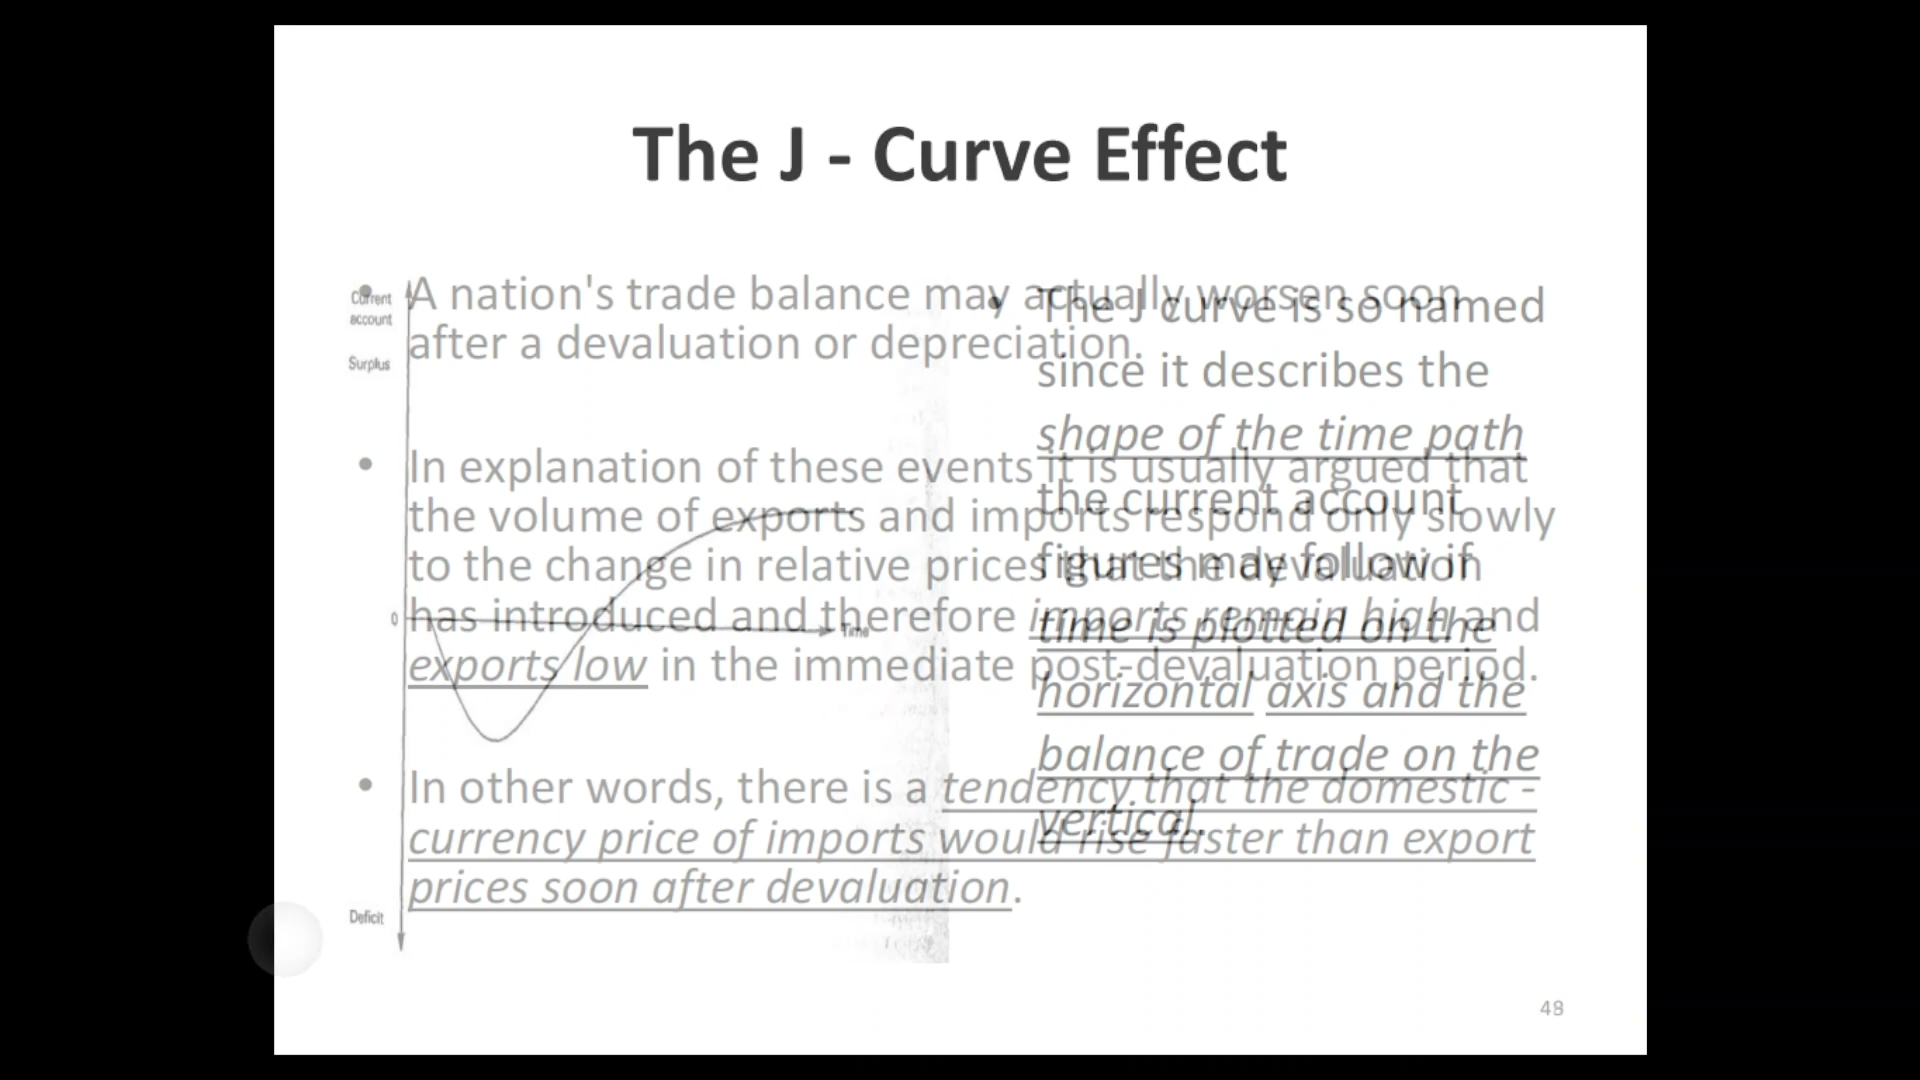 The J - Curve Effect
• A nation's trade balance may actually worsen soon
after a devaluation or depreciation.
• In explanation of these events it is usually argued that
the volume of exports and imports respond only slowly
to the change in relative prices that the devaluation
has introduced and therefore imports remain high and
exports low in the immediate post-devaluation period.
• In other words, there is a tendency that the domestic -
currency price of imports would rise faster than export
prices soon after devaluation.
Current
account
Surplus
0
Time
Deficit
• The J curve is so named
since it describes the
shape of the time path
the current account
figures may follow if
time is plotted on the
horizontal axis and the
balance of trade on the
vertical.